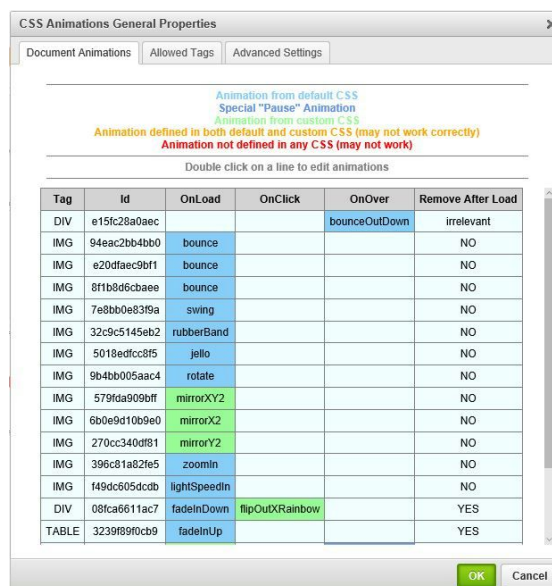 CSS Animations General Properties
Document Animations Allowed Tags Advanced Settings
Animation from default CSS
Special "Pause" Animation
Animation from custom CSS
Animation defined in both default and custom CSS (may not work correctly)
Animation not defined in any CSS (may not work)
Double click on a line to edit animations
Tag Id OnLoad OnClick OnOver Remove After Load
DIV e15fc28a0aec bounceOutDown irrelevant
IMG 94eac2bb4bb0 bounce NO
IMG e20dfaec9bf1 bounce NO
IMG 8f1b8d6cbaee bounce NO
IMG 7e8bb0e83f9a swing NO
IMG 32c9c5145eb2 rubberBand NO
IMG 5018edfcc8f5 jello NO
IMG 9b4bb005aac4 rotate NO
IMG 579fda909bff mirrorXY2 NO
IMG 6b0e9d10b9e0 mirrorX2 NO
IMG 270cc340df81 mirrorY2 NO
IMG 396c81a82fe5 zoomIn NO
IMG f49dc605dcdb lightSpeedIn NO
DIV 08fca6611ac7 fadeInDown flipOutXRainbow YES
TABLE 3239f89f0cb9 fadeInUp YES
OK Cancel